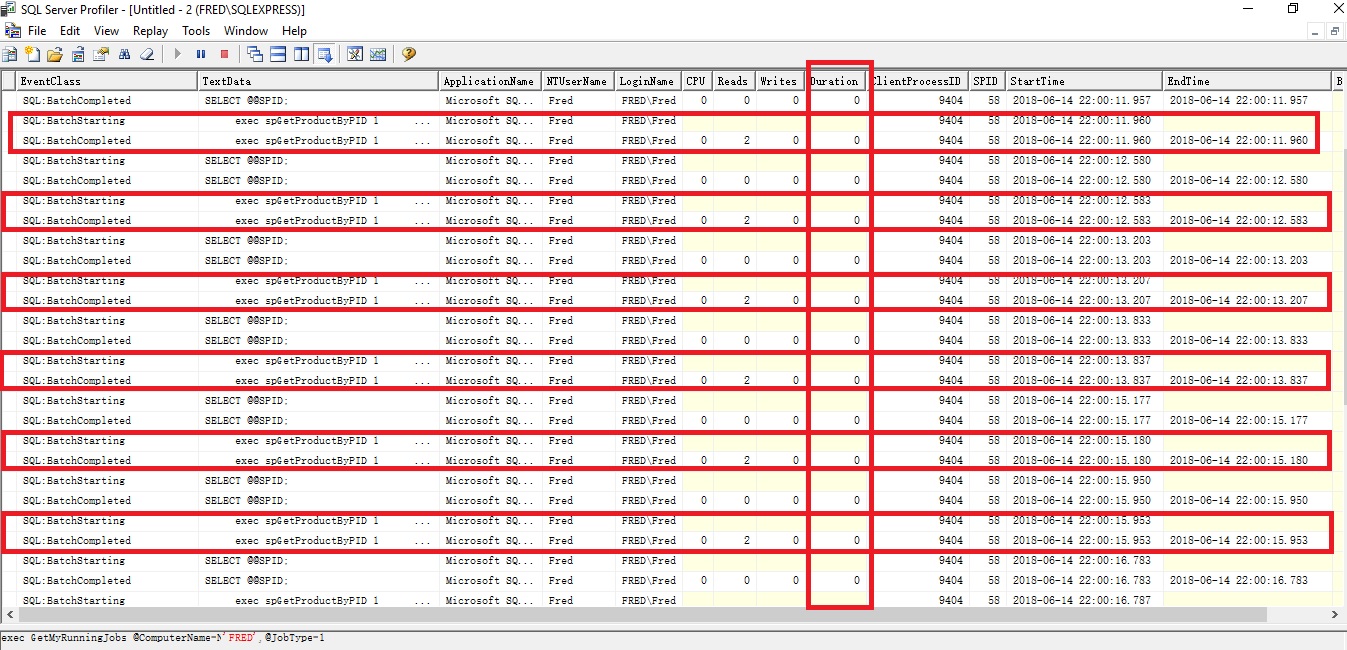 SQL Server Profiler - [Untitled - 2 (FRED\SQLEXPRESS)]
File Edit View Replay Tools Window Help
EventClass TextData ApplicationName NTUserName LoginName CPU Reads Writes Duration ClientProcessID SPID StartTime EndTime B
SQL:BatchCompleted SELECT @@SPID; Microsoft SQ... Fred FRED\Fred 0 0 0 0 9404 58 2018-06-14 22:00:11.957 2018-06-14 22:00:11.957
SQL:BatchStarting exec spGetProductByPID 1 ... Microsoft SQ... Fred FRED\Fred 9404 58 2018-06-14 22:00:11.960
SQL:BatchCompleted exec spGetProductByPID 1 ... Microsoft SQ... Fred FRED\Fred 0 2 0 0 9404 58 2018-06-14 22:00:11.960 2018-06-14 22:00:11.960
SQL:BatchStarting SELECT @@SPID; Microsoft SQ... Fred FRED\Fred 9404 58 2018-06-14 22:00:12.580
SQL:BatchCompleted SELECT @@SPID; Microsoft SQ... Fred FRED\Fred 0 0 0 0 9404 58 2018-06-14 22:00:12.580 2018-06-14 22:00:12.580
SQL:BatchStarting exec spGetProductByPID 1 ... Microsoft SQ... Fred FRED\Fred 9404 58 2018-06-14 22:00:12.583
SQL:BatchCompleted exec spGetProductByPID 1 ... Microsoft SQ... Fred FRED\Fred 0 2 0 0 9404 58 2018-06-14 22:00:12.583 2018-06-14 22:00:12.583
SQL:BatchStarting SELECT @@SPID; Microsoft SQ... Fred FRED\Fred 9404 58 2018-06-14 22:00:13.203
SQL:BatchCompleted SELECT @@SPID; Microsoft SQ... Fred FRED\Fred 0 0 0 0 9404 58 2018-06-14 22:00:13.203 2018-06-14 22:00:13.203
SQL:BatchStarting exec spGetProductByPID 1 ... Microsoft SQ... Fred FRED\Fred 9404 58 2018-06-14 22:00:13.207
SQL:BatchCompleted exec spGetProductByPID 1 ... Microsoft SQ... Fred FRED\Fred 0 2 0 0 9404 58 2018-06-14 22:00:13.207 2018-06-14 22:00:13.207
SQL:BatchStarting SELECT @@SPID; Microsoft SQ... Fred FRED\Fred 9404 58 2018-06-14 22:00:13.833
SQL:BatchCompleted SELECT @@SPID; Microsoft SQ... Fred FRED\Fred 0 0 0 0 9404 58 2018-06-14 22:00:13.833 2018-06-14 22:00:13.833
SQL:BatchStarting exec spGetProductByPID 1 ... Microsoft SQ... Fred FRED\Fred 9404 58 2018-06-14 22:00:13.837
SQL:BatchCompleted exec spGetProductByPID 1 ... Microsoft SQ... Fred FRED\Fred 0 2 0 0 9404 58 2018-06-14 22:00:13.837 2018-06-14 22:00:13.837
SQL:BatchStarting SELECT @@SPID; Microsoft SQ... Fred FRED\Fred 9404 58 2018-06-14 22:00:15.177
SQL:BatchCompleted SELECT @@SPID; Microsoft SQ... Fred FRED\Fred 0 0 0 0 9404 58 2018-06-14 22:00:15.177 2018-06-14 22:00:15.177
SQL:BatchStarting exec spGetProductByPID 1 ... Microsoft SQ... Fred FRED\Fred 9404 58 2018-06-14 22:00:15.180
SQL:BatchCompleted exec spGetProductByPID 1 ... Microsoft SQ... Fred FRED\Fred 0 2 0 0 9404 58 2018-06-14 22:00:15.180 2018-06-14 22:00:15.180
SQL:BatchStarting SELECT @@SPID; Microsoft SQ... Fred FRED\Fred 9404 58 2018-06-14 22:00:15.950
SQL:BatchCompleted SELECT @@SPID; Microsoft SQ... Fred FRED\Fred 0 0 0 0 9404 58 2018-06-14 22:00:15.950 2018-06-14 22:00:15.950
SQL:BatchStarting exec spGetProductByPID 1 ... Microsoft SQ... Fred FRED\Fred 9404 58 2018-06-14 22:00:15.953
SQL:BatchCompleted exec spGetProductByPID 1 ... Microsoft SQ... Fred FRED\Fred 0 2 0 0 9404 58 2018-06-14 22:00:15.953 2018-06-14 22:00:15.953
SQL:BatchStarting SELECT @@SPID; Microsoft SQ... Fred FRED\Fred 9404 58 2018-06-14 22:00:16.783
SQL:BatchCompleted SELECT @@SPID; Microsoft SQ... Fred FRED\Fred 0 0 0 0 9404 58 2018-06-14 22:00:16.783 2018-06-14 22:00:16.783
SQL:BatchStarting exec spGetProductByPID 1 ... Microsoft SQ... Fred FRED\Fred 9404 58 2018-06-14 22:00:16.787
exec GetMyRunningJobs @ComputerName=N'FRED',@JobType=1